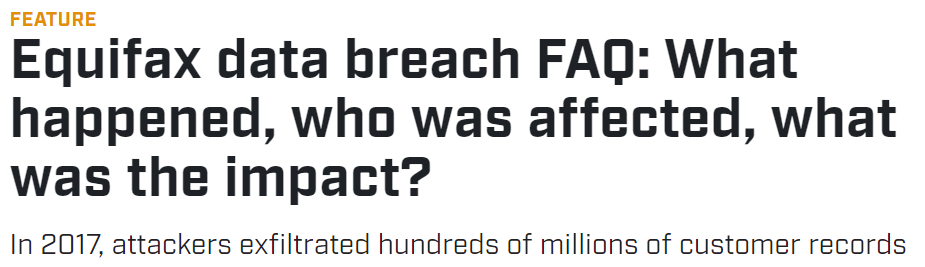 FEATURE
Equifax data breach FAQ: What
happened, who was affected, what
was the impact?
In 2017, attackers exfiltrated hundreds of millions of customer records